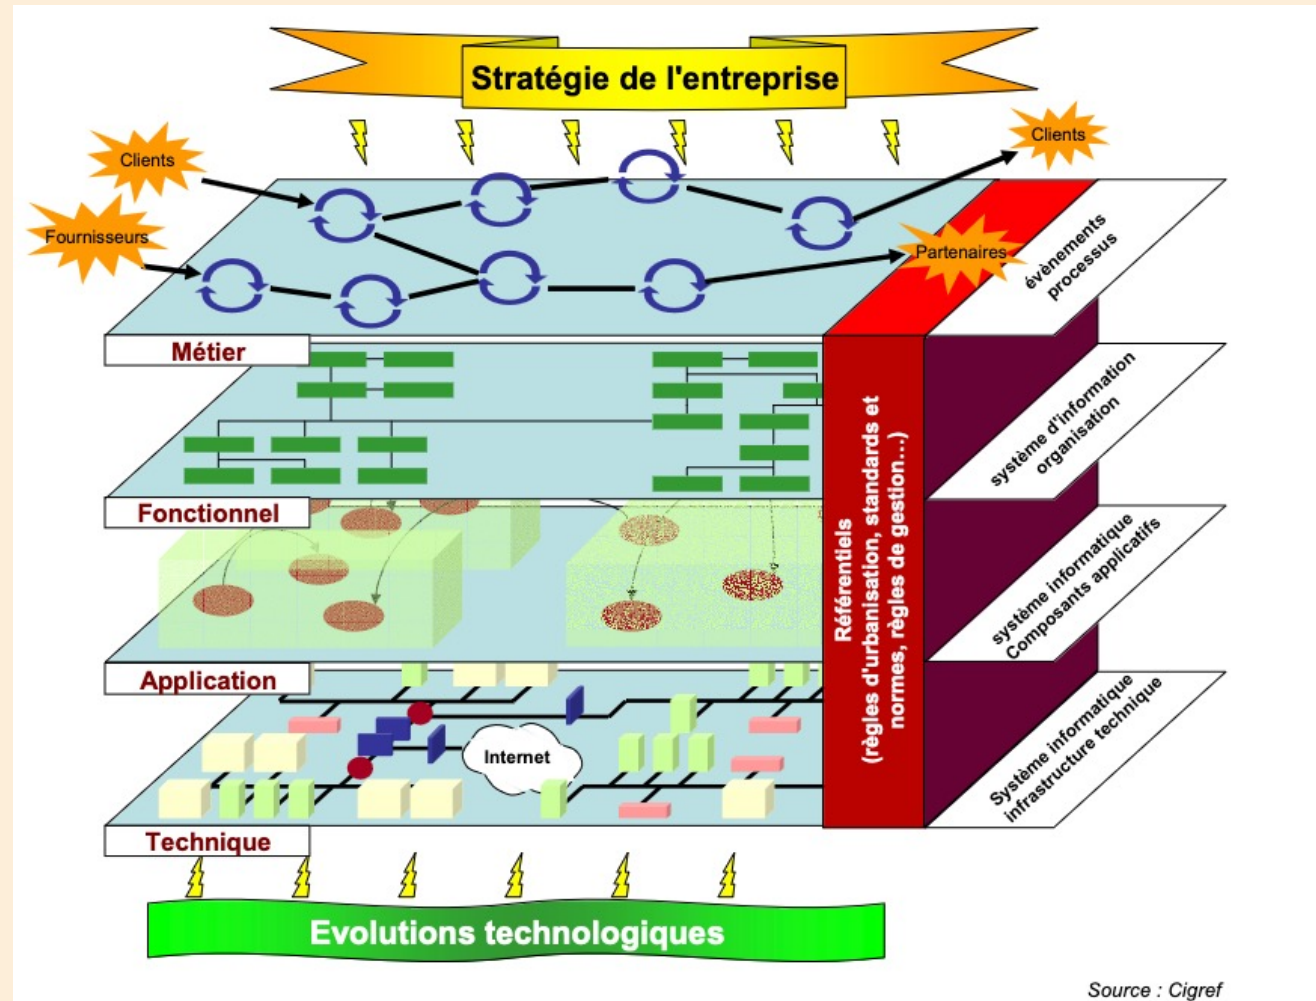 Stratégie de l'entreprise
Clients
Clients
Fournisseurs
Partenaires
évènements
processus
Métier
système d'information
organisation
Fonctionnel
Référentiels
(règles d'urbanisation, standards et
normes, règles de gestion...)
système informatique
Composants applicatifs
Application
Internet
Système informatique
infrastructure technique
Technique
Evolutions technologiques
Source : Cigref